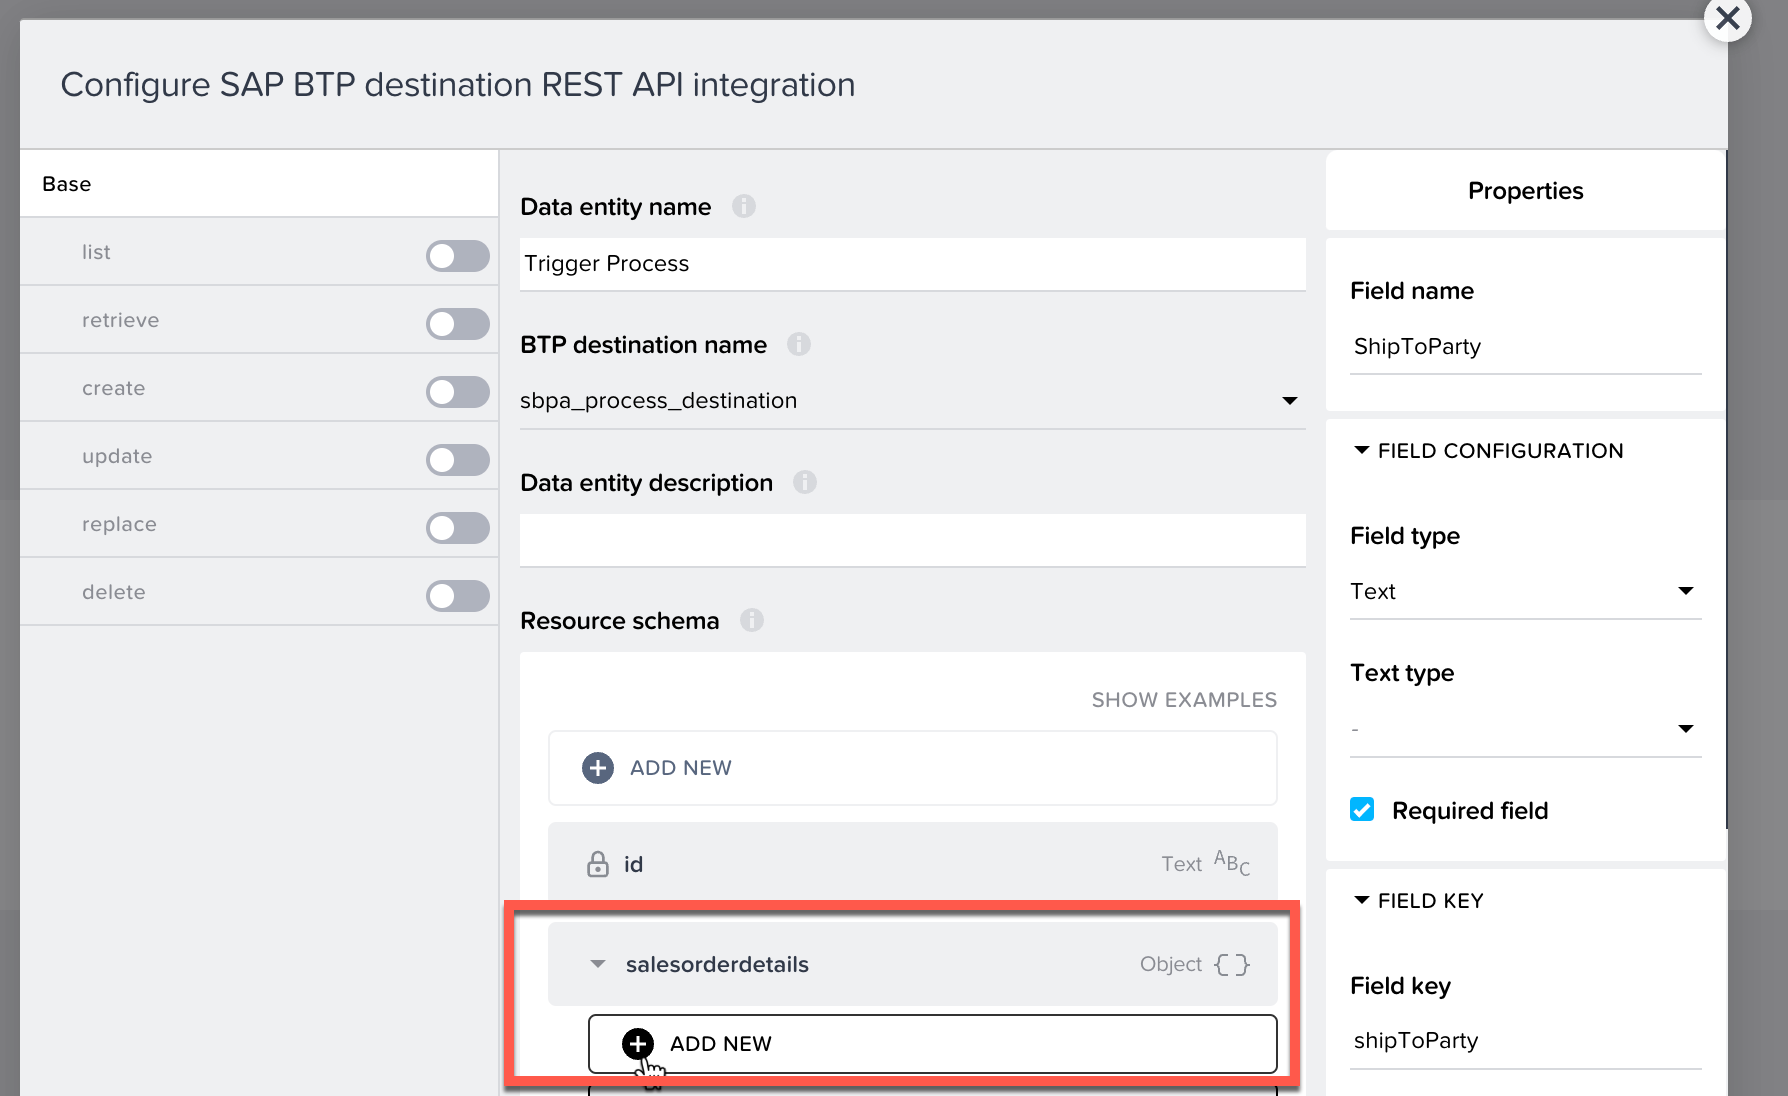 Configure SAP BTP destination REST API integration
Base
list
retrieve
create
update
replace
delete
Data entity name
Trigger Process
BTP destination name
sbpa_process_destination
Data entity description
Resource schema
SHOW EXAMPLES
ADD NEW
id
Text ABC
salesorderdetails
Object { }
ADD NEW
Properties
Field name
ShipToParty
FIELD CONFIGURATION
Field type
Text
Text type
-
Required field
FIELD KEY
Field key
shipToParty